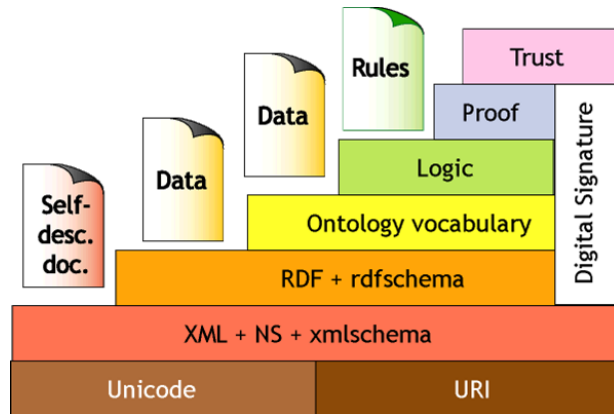 Trust
Rules
Proof
Data
Logic
Digital Signature
Data
Ontology vocabulary
Self-
desc.
doc.
RDF + rdfschema
XML + NS + xmlschema
Unicode
URI